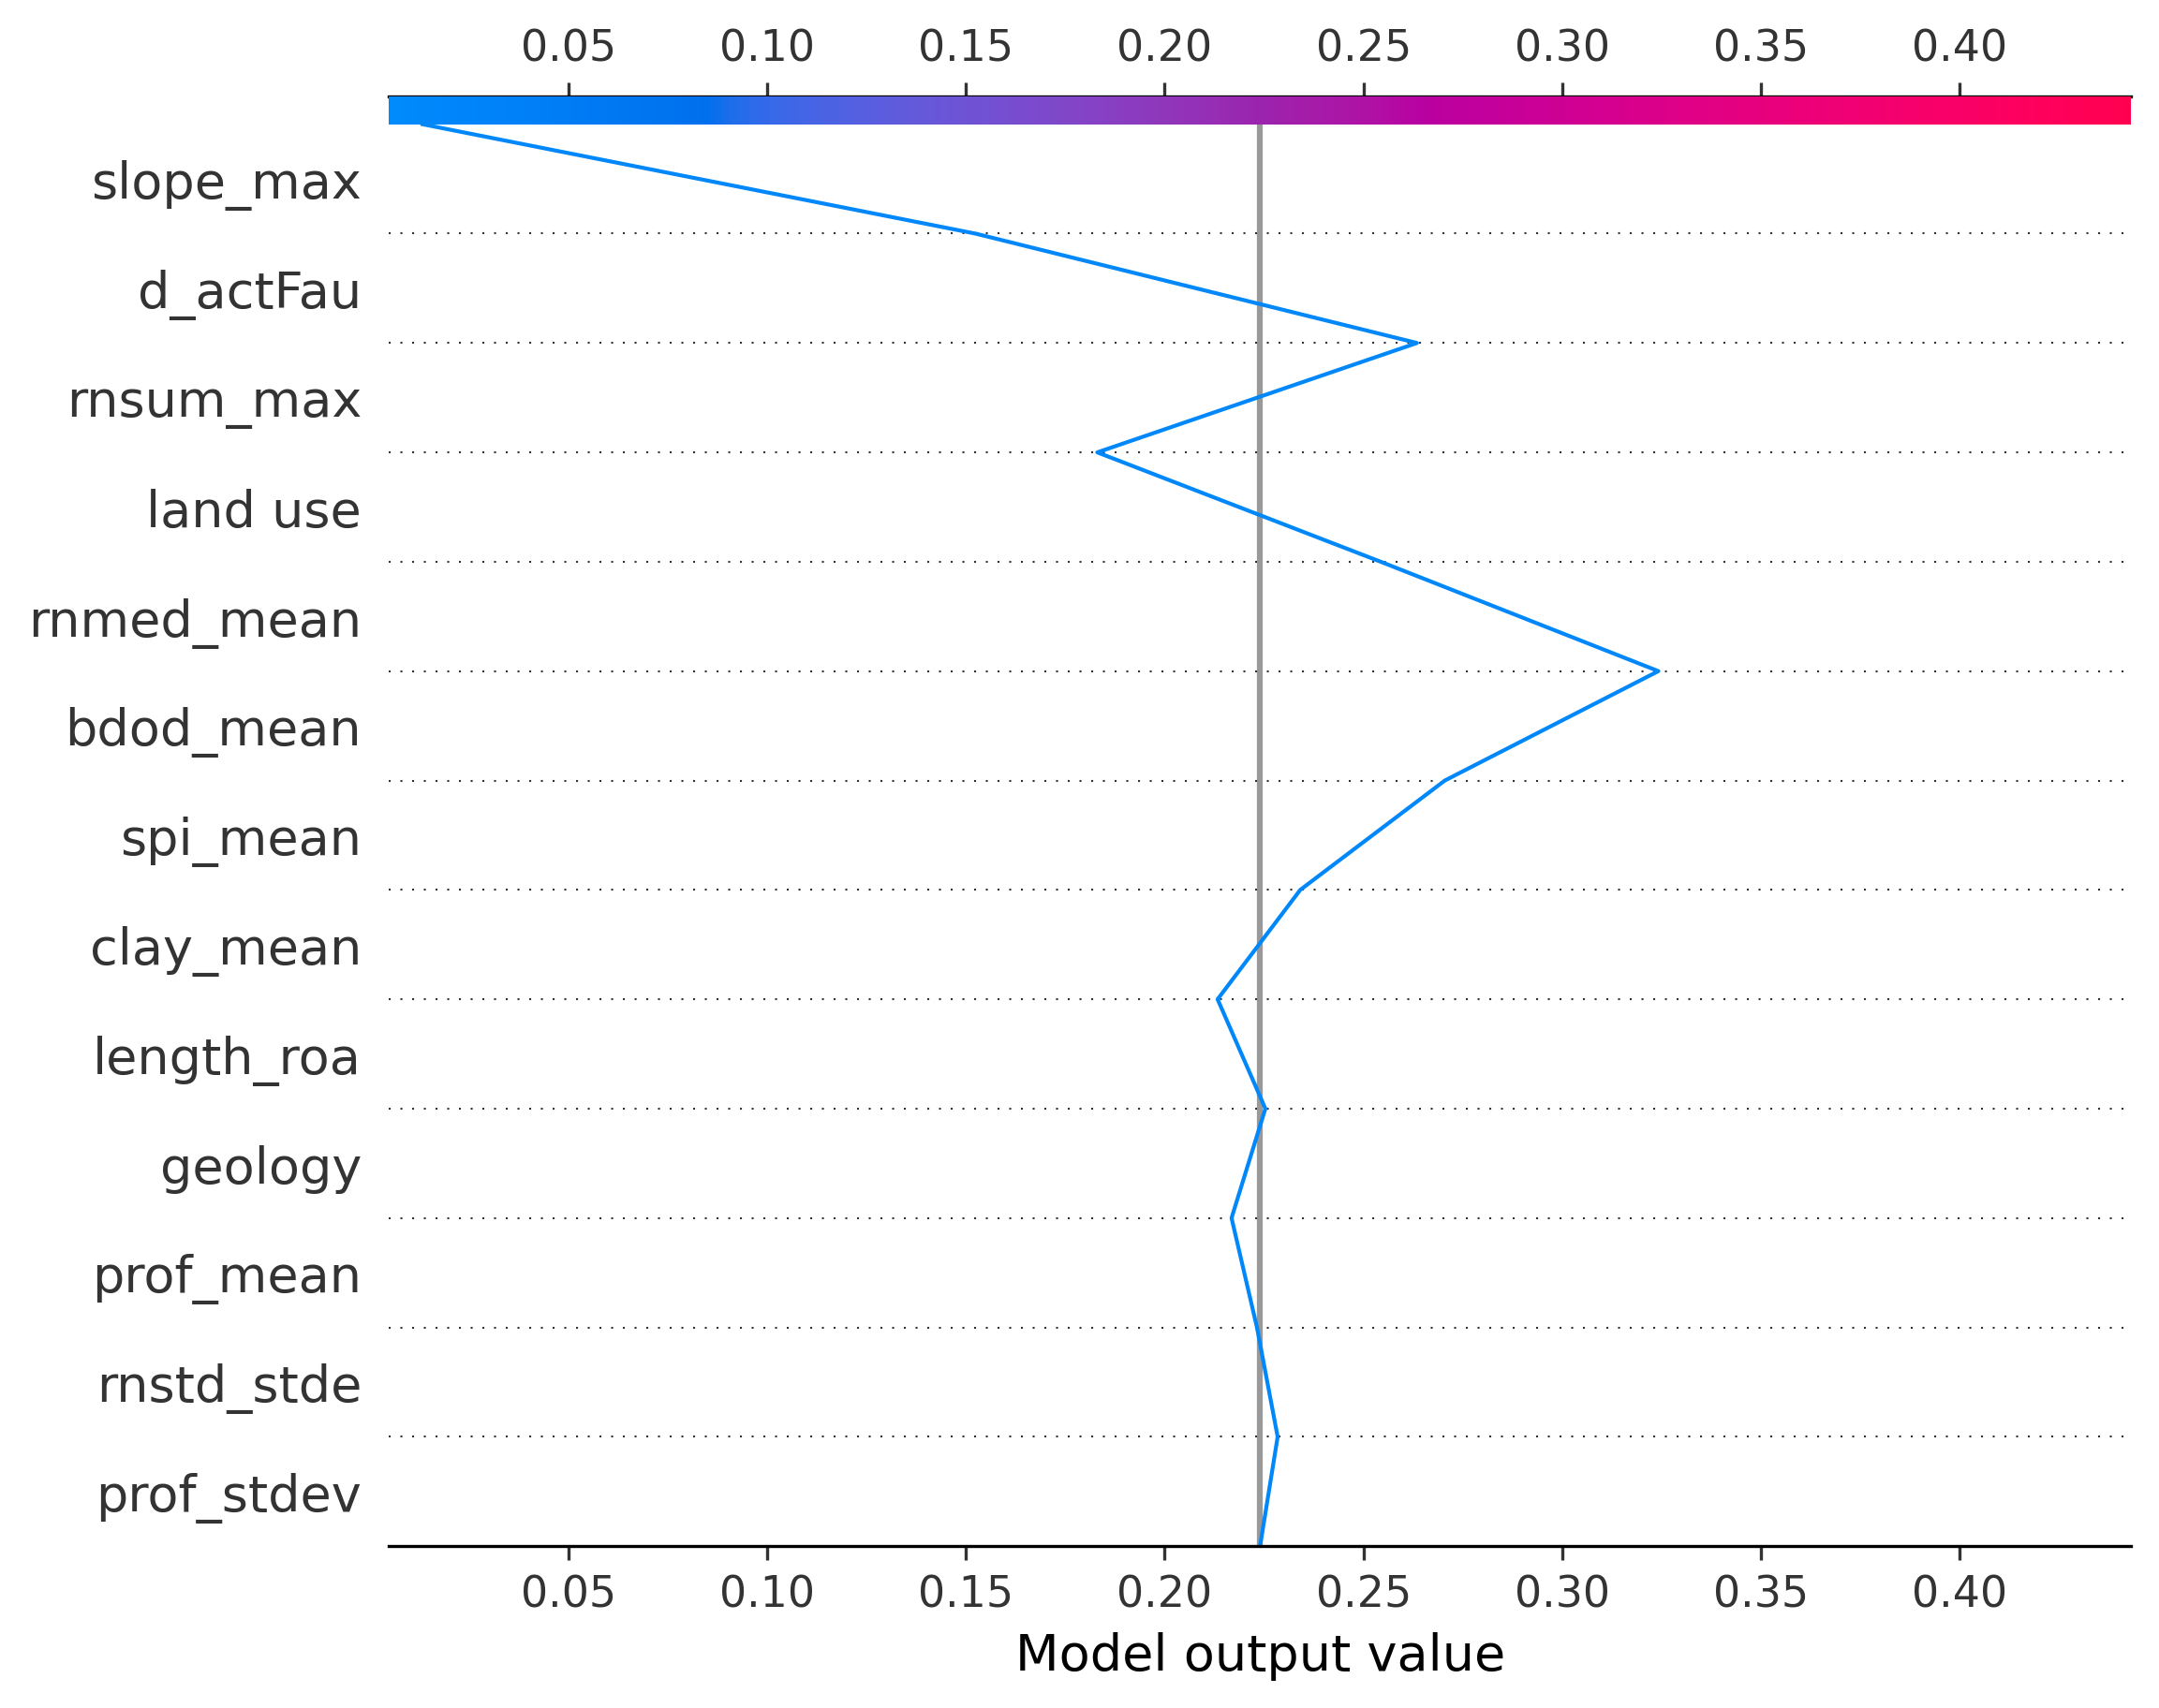 0.05 0.10 0.15 0.20 0.25 0.30 0.35 0.40
slope_max
d_actFau
rnsum_max
land use
rnmed_mean
bdod_mean
spi_mean
clay_mean
length_roa
geology
prof_mean
rnstd_stde
prof_stdev
0.05 0.10 0.15 0.20 0.25 0.30 0.35 0.40
Model output value